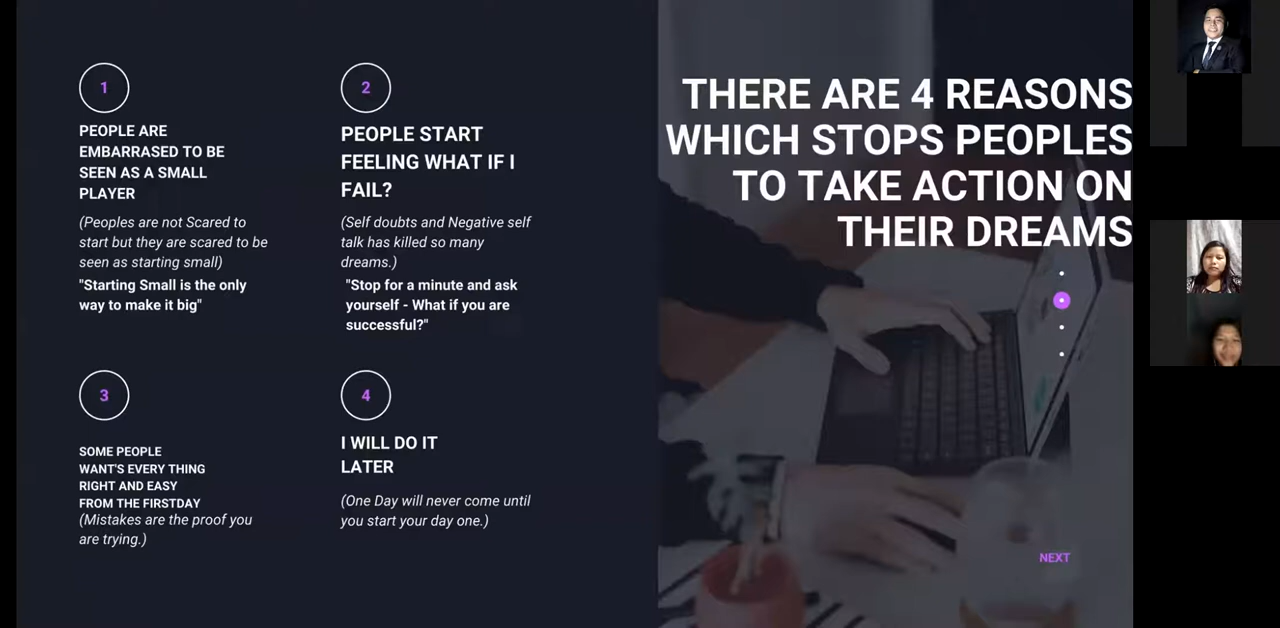 THERE ARE 4 REASONS
WHICH STOPS PEOPLES
TO TAKE ACTION ON
THEIR DREAMS
1
PEOPLE ARE
EMBARRASED TO BE
SEEN AS A SMALL
PLAYER
(Peoples are not Scared to
start but they are scared to be
seen as starting small)
"Starting Small is the only
way to make it big"
2
PEOPLE START
FEELING WHAT IF I
FAIL?
(Self doubts and Negative self
talk has killed so many
dreams.)
"Stop for a minute and ask
yourself - What if you are
successful?"
3
SOME PEOPLE
WANT'S EVERY THING
RIGHT AND EASY
FROM THE FIRSTDAY
(Mistakes are the proof you
are trying.)
4
I WILL DO IT
LATER
(One Day will never come until
you start your day one.)
NEXT